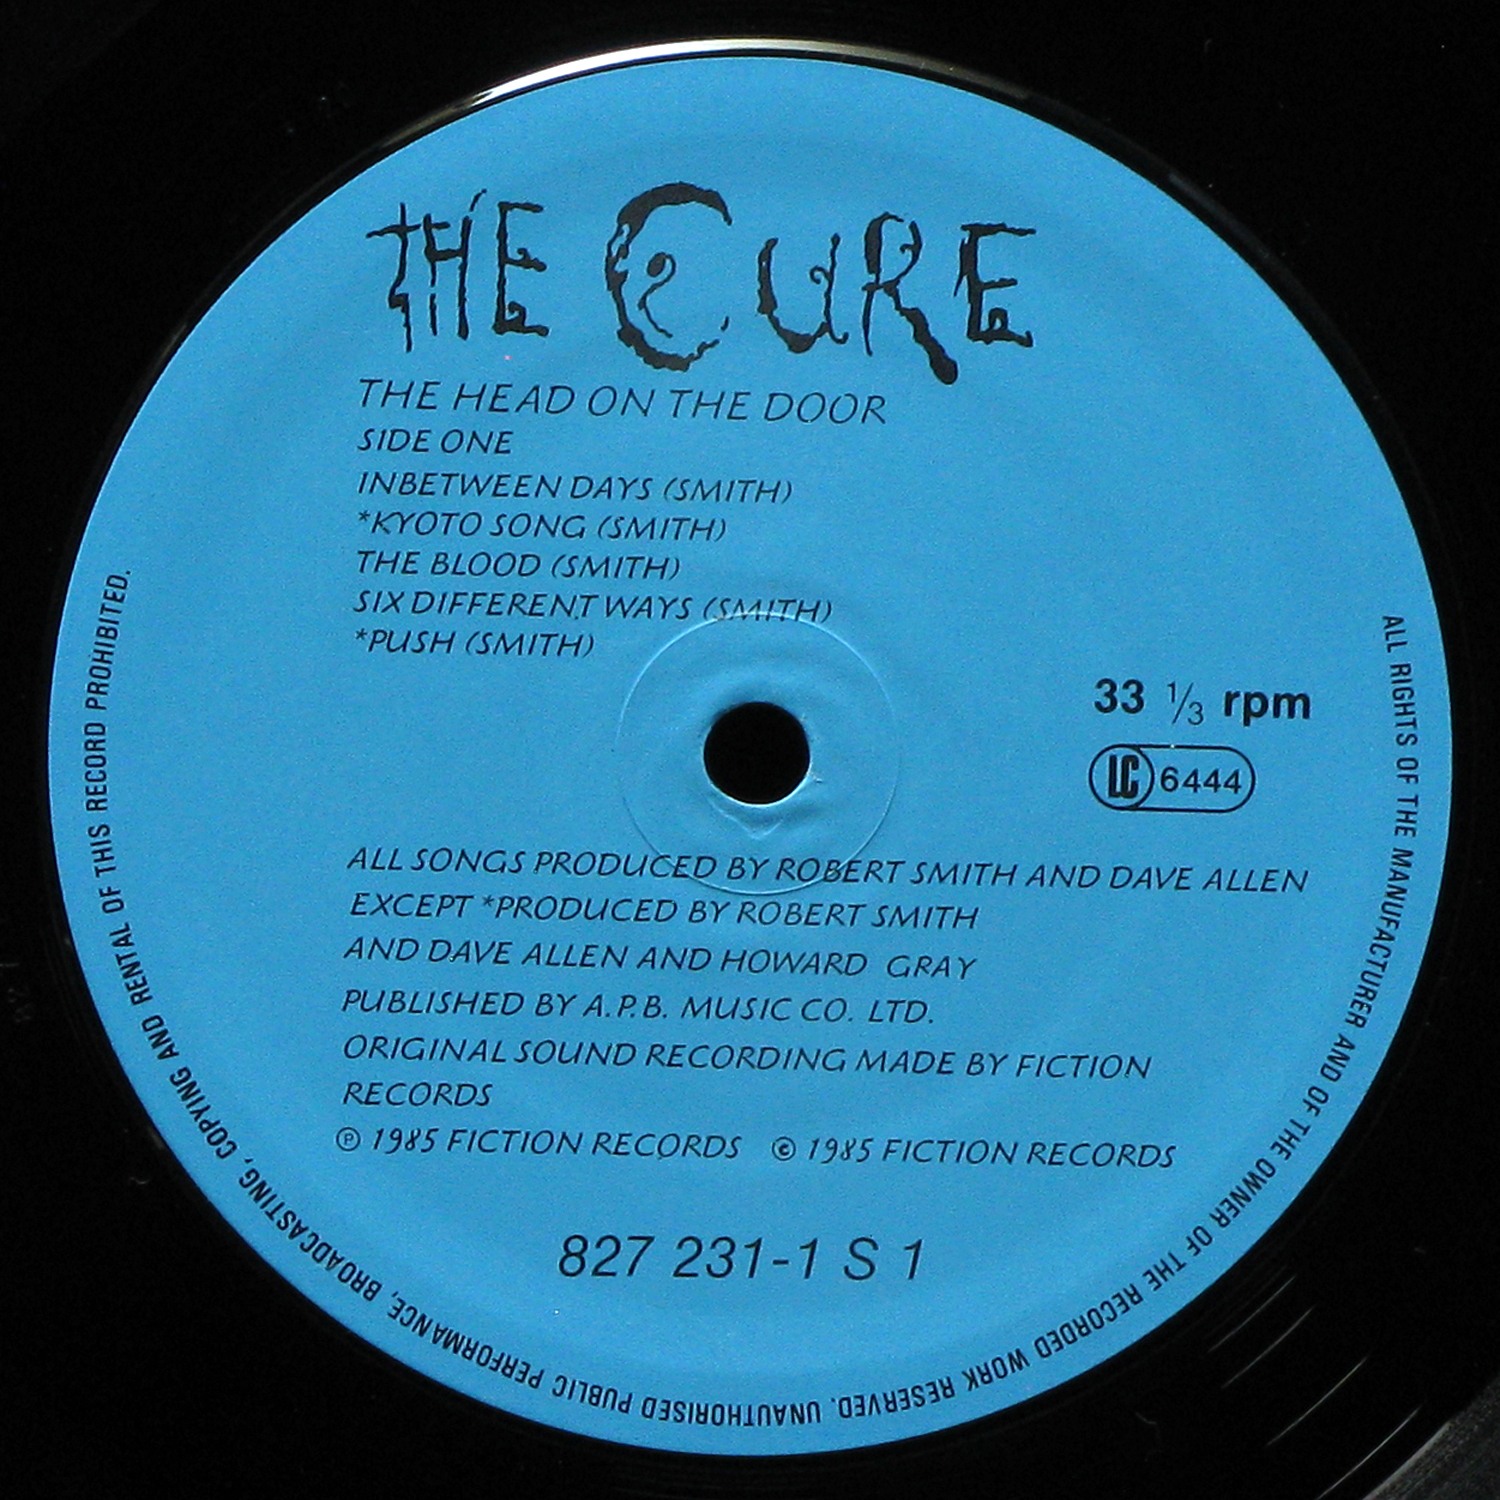 THE CURE
THE HEAD ON THE DOOR
SIDE ONE
INBETWEEN DAYS (SMITH)
*KYOTO SONG (SMITH)
THE BLOOD (SMITH)
SIX DIFFERENT WAYS (SMITH)
*PUSH (SMITH)
33 1/3 rpm
LC 6444
ALL SONGS PRODUCED BY ROBERT SMITH AND DAVE ALLEN
EXCEPT *PRODUCED BY ROBERT SMITH
AND DAVE ALLEN AND HOWARD GRAY
PUBLISHED BY A.P.B. MUSIC CO. LTD.
ORIGINAL SOUND RECORDING MADE BY FICTION
RECORDS
℗ 1985 FICTION RECORDS © 1985 FICTION RECORDS
827 231-1 S 1
ALL RIGHTS OF THE MANUFACTURER AND OF THE OWNER OF THE RECORDED WORK RESERVED. UNAUTHORISED PUBLIC PERFORMANCE, BROADCASTING, COPYING AND RENTAL OF THIS RECORD PROHIBITED.